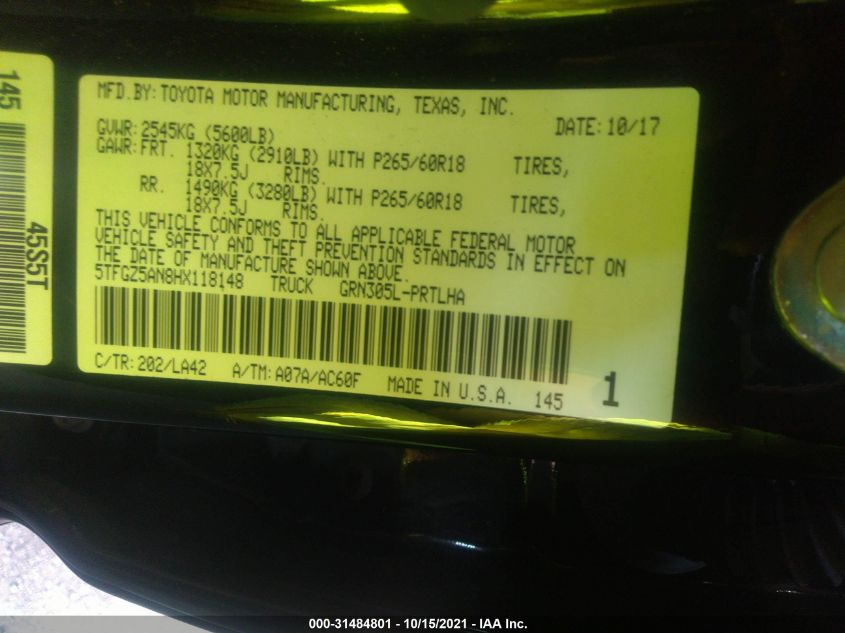 145
45S5T
MFD.BY:TOYOTA MOTOR MANUFACTURING, TEXAS, INC.
DATE:10/17
GVWR:2545KG (5600LB)
GAWR:FRT. 1320KG (2910LB) WITH P265/60R18 TIRES,
18X7.5J RIMS.
RR. 1490KG (3280LB) WITH P265/60R18 TIRES,
18X7.5J RIMS.
THIS VEHICLE CONFORMS TO ALL APPLICABLE FEDERAL MOTOR
VEHICLE SAFETY AND THEFT PREVENTION STANDARDS IN EFFECT ON
THE DATE OF MANUFACTURE SHOWN ABOVE.
5TFGZ5AN8HX118148 TRUCK GRN305L-PRTLHA
C/TR:202/LA42 A/TM:A07A/AC60F MADE IN U.S.A. 145 1
000-31484801 - 10/15/2021 - IAA Inc.